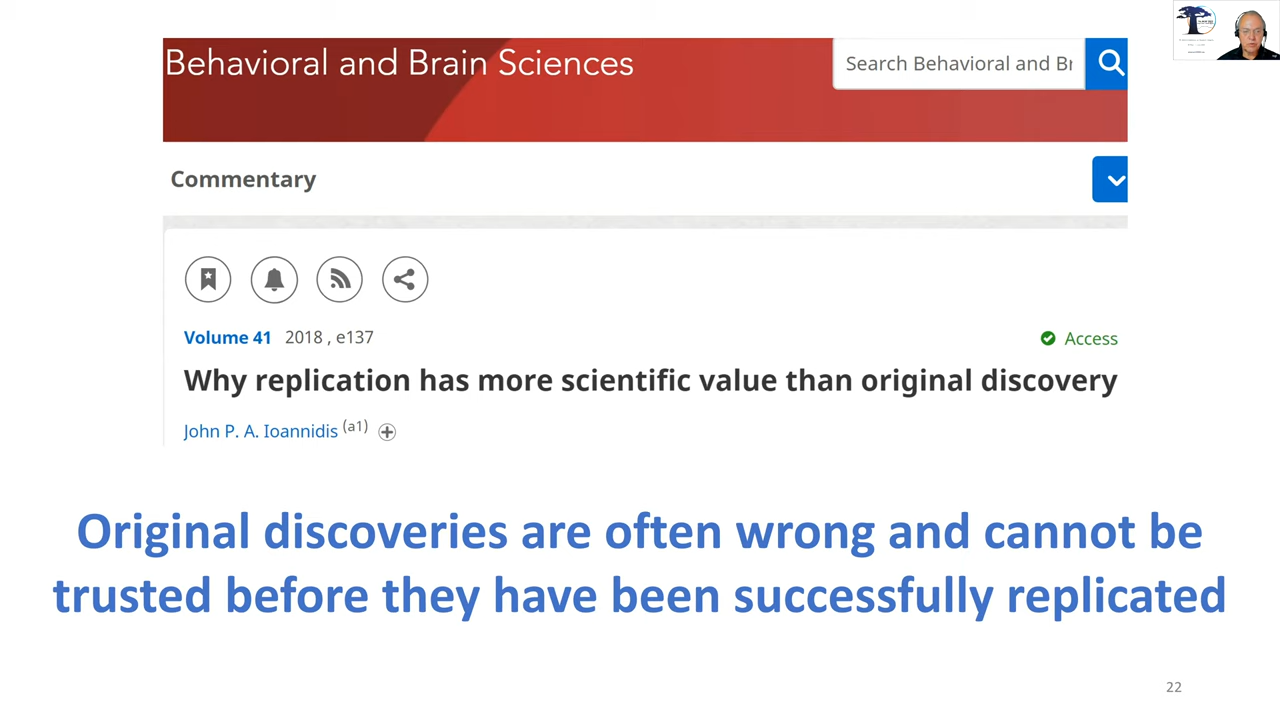 Behavioral and Brain Sciences
Search Behavioral and Br
Commentary
Volume 41 2018 , e137
Access
Why replication has more scientific value than original discovery
John P. A. Ioannidis (a1)
Original discoveries are often wrong and cannot be
trusted before they have been successfully replicated
22